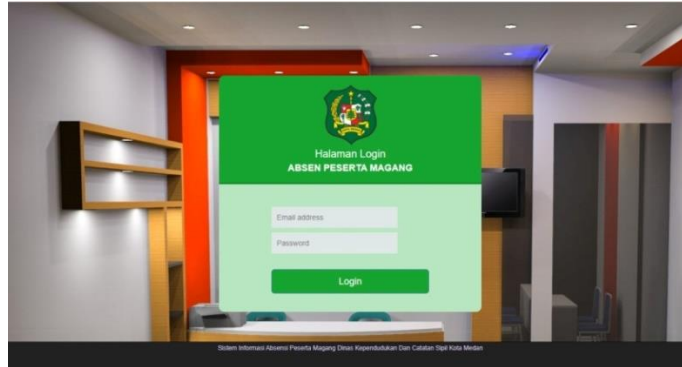 Halaman Login
ABSEN PESERTA MAGANG
Email address
Password
Login
Sistem Informasi Absensi Peserta Magang Dinas Kependudukan Dan Catatan Sipil Kota Medan